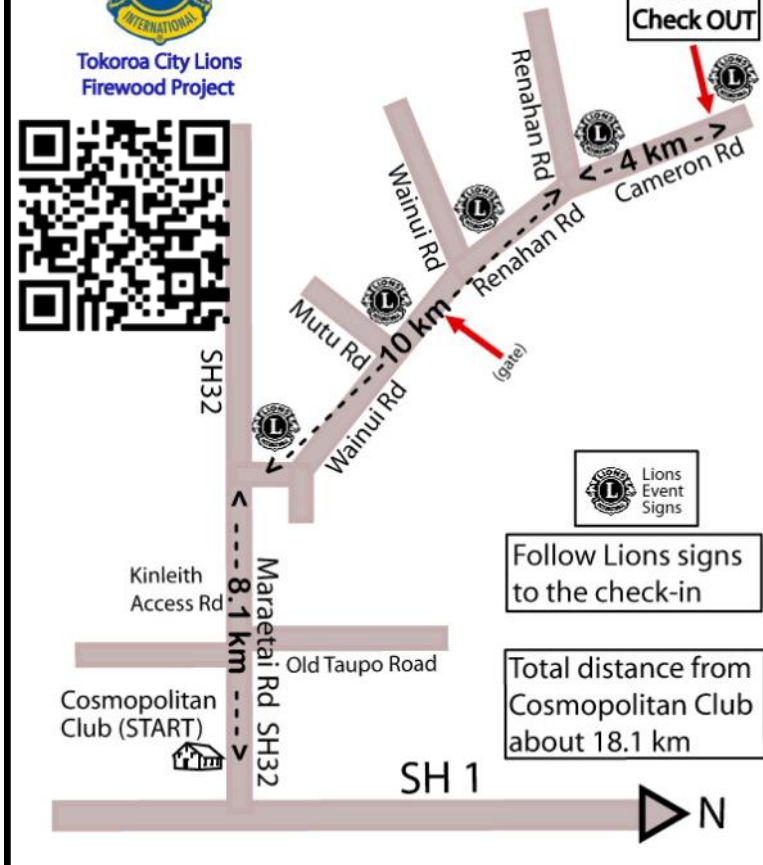 INTERNATIONAL
Tokoroa City Lions
Firewood Project
Check OUT
Renahan Rd
< - 4 km - >
Cameron Rd
Wainui Rd
Renahan Rd
Mutu Rd
10 km
(gate)
Wainui Rd
SH32
L
Lions
Event
Signs
Follow Lions signs
to the check-in
Kinleith
Access Rd
8.1 km
Maraetai Rd SH32
Old Taupo Road
Total distance from
Cosmopolitan Club
about 18.1 km
Cosmopolitan
Club (START)
SH 1
N